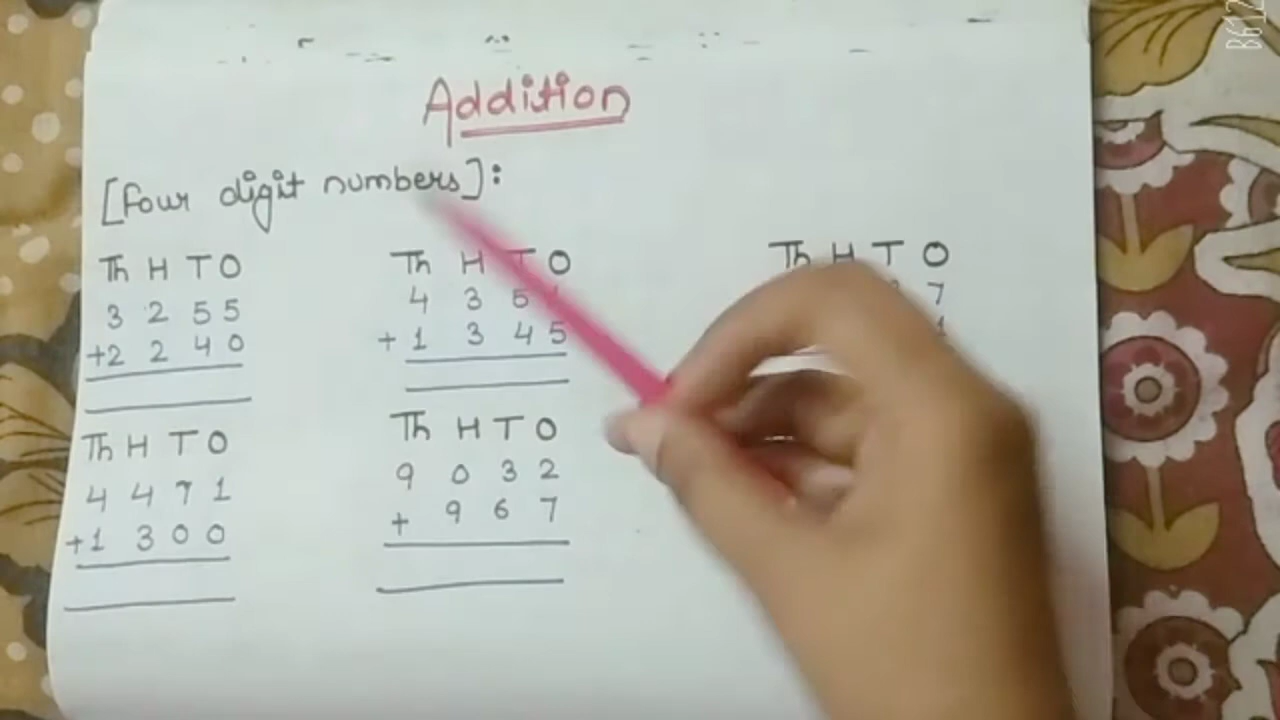 Addition
[four digit numbers]:
Th H T O
3 2 5 5
+2 2 4 0
Th H T O
4 3 5
+ 1 3 4 5
Th H T O
7
Th H T O
4 4 7 1
+1 3 0 0
Th H T O
9 0 3 2
+ 9 6 7
B612